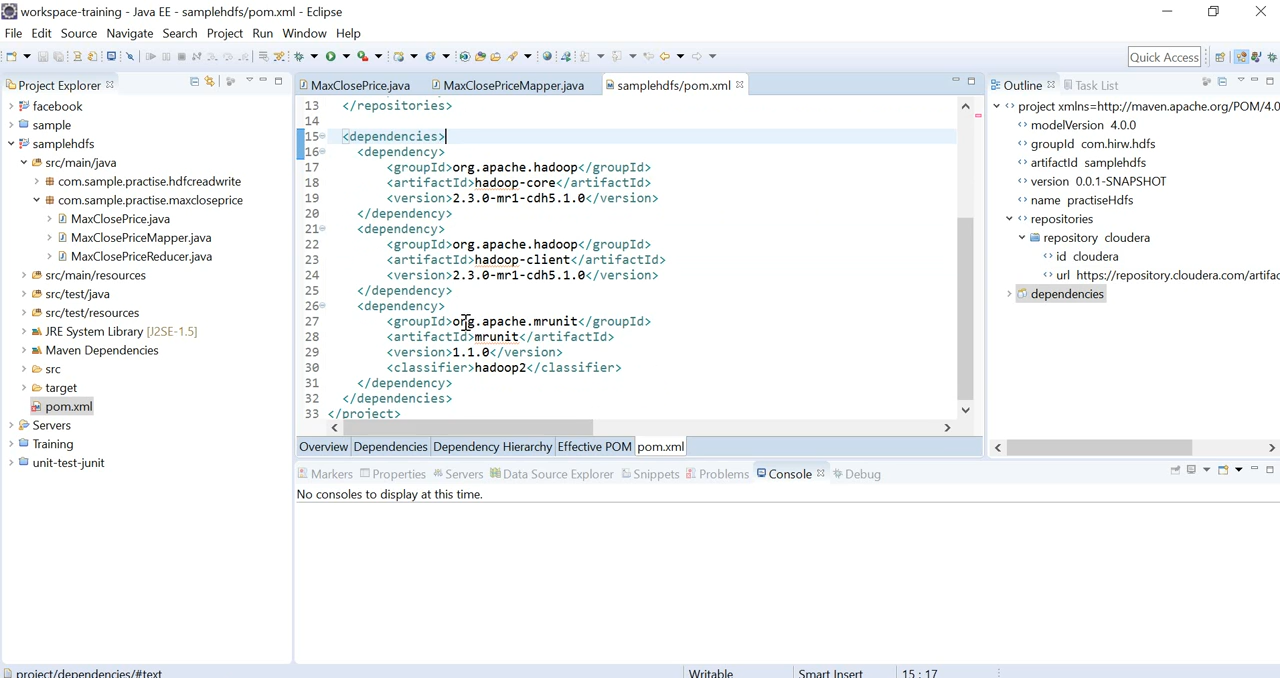 workspace-training - Java EE - samplehdfs/pom.xml - Eclipse
File Edit Source Navigate Search Project Run Window Help
Quick Access
Project Explorer
facebook
sample
samplehdfs
src/main/java
com.sample.practise.hdfcreadwrite
com.sample.practise.maxcloseprice
MaxClosePrice.java
MaxClosePriceMapper.java
MaxClosePriceReducer.java
src/main/resources
src/test/java
src/test/resources
JRE System Library [J2SE-1.5]
Maven Dependencies
src
target
pom.xml
Servers
Training
unit-test-junit
MaxClosePrice.java MaxClosePriceMapper.java samplehdfs/pom.xml
13 </repositories>
14
15 <dependencies>
16 <dependency>
17 <groupId>org.apache.hadoop</groupId>
18 <artifactId>hadoop-core</artifactId>
19 <version>2.3.0-mr1-cdh5.1.0</version>
20 </dependency>
21 <dependency>
22 <groupId>org.apache.hadoop</groupId>
23 <artifactId>hadoop-client</artifactId>
24 <version>2.3.0-mr1-cdh5.1.0</version>
25 </dependency>
26 <dependency>
27 <groupId>org.apache.mrunit</groupId>
28 <artifactId>mrunit</artifactId>
29 <version>1.1.0</version>
30 <classifier>hadoop2</classifier>
31 </dependency>
32 </dependencies>
33 </project>
Overview Dependencies Dependency Hierarchy Effective POM pom.xml
Outline Task List
project xmlns=http://maven.apache.org/POM/4.0
modelVersion 4.0.0
groupId com.hirw.hdfs
artifactId samplehdfs
version 0.0.1-SNAPSHOT
name practiseHdfs
repositories
repository cloudera
id cloudera
url https://repository.cloudera.com/artifac
dependencies
Markers Properties Servers Data Source Explorer Snippets Problems Console Debug
No consoles to display at this time.
project/dependencies/#text Writable Smart Insert 15 : 17